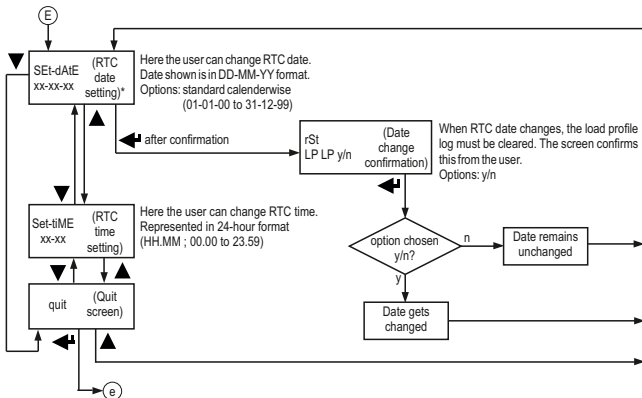 E
SEt-dAtE (RTC
xx-xx-xx date
setting)*
Here the user can change RTC date.
Date shown is in DD-MM-YY format.
Options: standard calenderwise
(01-01-00 to 31-12-99)
after confirmation
rSt (Date
LP LP y/n change
confirmation)
When RTC date changes, the load profile
log must be cleared. The screen confirms
this from the user.
Options: y/n
Set-tiME (RTC
xx-xx time
setting)
Here the user can change RTC time.
Represented in 24-hour format
(HH.MM ; 00.00 to 23.59)
option chosen
y/n?
n
y
Date remains
unchanged
quit (Quit
screen)
Date gets
changed
e